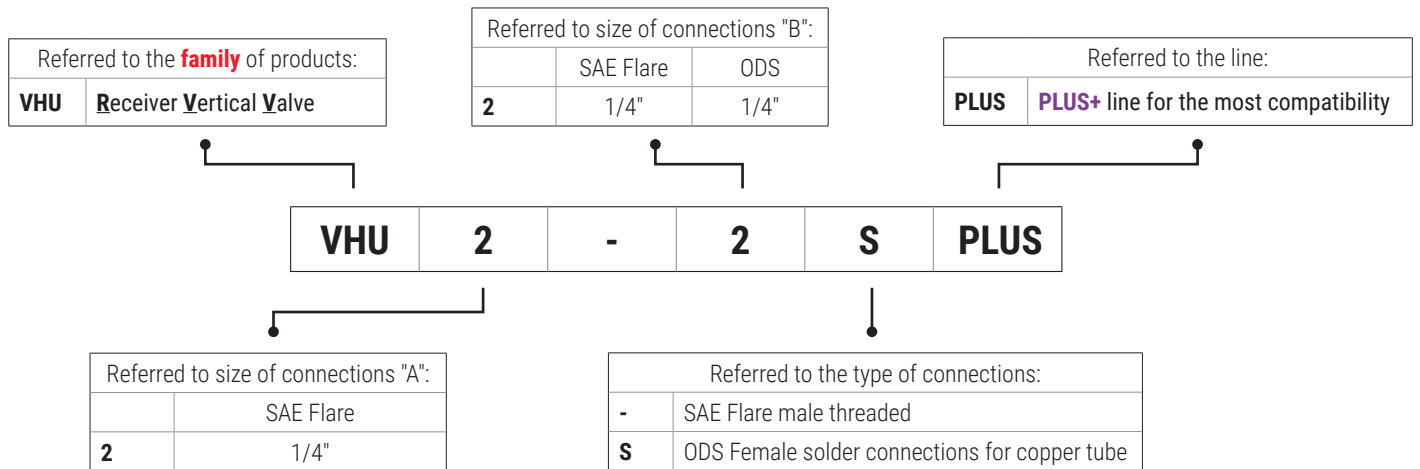 Referred to the family of products:
VHU Receiver Vertical Valve
Referred to size of connections "B":
SAE Flare ODS
2 1/4" 1/4"
Referred to the line:
PLUS PLUS+ line for the most compatibility
VHU 2 - 2 S PLUS
Referred to size of connections "A":
SAE Flare
2 1/4"
Referred to the type of connections:
- SAE Flare male threaded
S ODS Female solder connections for copper tube